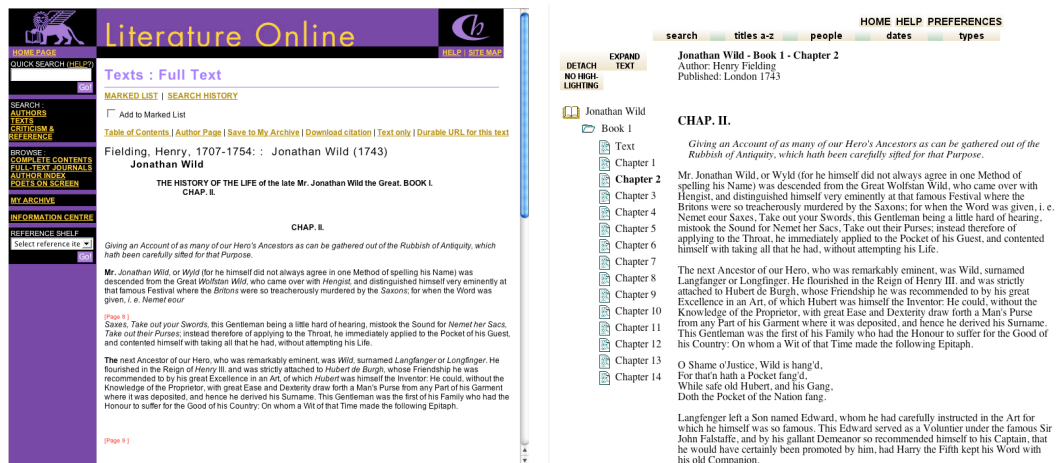 Literature Online
HOME PAGE
HELP | SITE MAP
QUICK SEARCH (HELP?)
Go!
SEARCH :
AUTHORS
TEXTS
CRITICISM &
REFERENCE
BROWSE :
COMPLETE CONTENTS
FULL-TEXT JOURNALS
AUTHOR INDEX
POETS ON SCREEN
MY ARCHIVE
INFORMATION CENTRE
REFERENCE SHELF
Select reference ite
Go!
Texts : Full Text
MARKED LIST | SEARCH HISTORY
Add to Marked List
Table of Contents | Author Page | Save to My Archive | Download citation | Text only | Durable URL for this text
Fielding, Henry, 1707-1754: : Jonathan Wild (1743)
Jonathan Wild
THE HISTORY OF THE LIFE of the late Mr. Jonathan Wild the Great. BOOK I.
CHAP. II.
CHAP. II.
Giving an Account of as many of our Hero's Ancestors as can be gathered out of the Rubbish of Antiquity, which
hath been carefully sifted for that Purpose.
Mr. Jonathan Wild, or Wyld (for he himself did not always agree in one Method of spelling his Name) was
descended from the Great Wolfstan Wild, who came over with Hengist, and distinguished himself very eminently at
that famous Festival where the Britons were so treacherously murdered by the Saxons; for when the Word was
given, i. e. Nemet eour
[Page 8 ]
Saxes, Take out your Swords, this Gentleman being a little hard of hearing, mistook the Sound for Nemet her Sacs,
Take out their Purses; instead therefore of applying to the Throat, he immediately applied to the Pocket of his Guest,
and contented himself with taking all that he had, without attempting his Life.
The next Ancestor of our Hero, who was remarkably eminent, was Wild, surnamed Langfanger or Longfinger. He
flourished in the Reign of Henry III. and was strictly attached to Hubert de Burgh, whose Friendship he was
recommended to by his great Excellence in an Art, of which Hubert was himself the Inventor: He could, without the
Knowledge of the Proprietor, with great Ease and Dexterity draw forth a Man's Purse from any Part of his Garment
where it was deposited, and hence he derived his Surname. This Gentleman was the first of his Family who had the
Honour to suffer for the Good of his Country: On whom a Wit of that Time made the following Epitaph.
[Page 9 ]
HOME HELP PREFERENCES
search titles a-z people dates types
DETACH
EXPAND
TEXT
NO HIGH-
LIGHTING
Jonathan Wild
Book 1
Text
Chapter 1
Chapter 2
Chapter 3
Chapter 4
Chapter 5
Chapter 6
Chapter 7
Chapter 8
Chapter 9
Chapter 10
Chapter 11
Chapter 12
Chapter 13
Chapter 14
Jonathan Wild - Book 1 - Chapter 2
Author: Henry Fielding
Published: London 1743
CHAP. II.
Giving an Account of as many of our Hero's Ancestors as can be gathered out of the
Rubbish of Antiquity, which hath been carefully sifted for that Purpose.
Mr. Jonathan Wild, or Wyld (for he himself did not always agree in one Method of
spelling his Name) was descended from the Great Wolfstan Wild, who came over with
Hengist, and distinguished himself very eminently at that famous Festival where the
Britons were so treacherously murdered by the Saxons; for when the Word was given, i. e.
Nemet eour Saxes, Take out your Swords, this Gentleman being a little hard of hearing,
mistook the Sound for Nemet her Sacs, Take out their Purses; instead therefore of
applying to the Throat, he immediately applied to the Pocket of his Guest, and contented
himself with taking all that he had, without attempting his Life.
The next Ancestor of our Hero, who was remarkably eminent, was Wild, surnamed
Langfanger or Longfinger. He flourished in the Reign of Henry III. and was strictly
attached to Hubert de Burgh, whose Friendship he was recommended to by his great
Excellence in an Art, of which Hubert was himself the Inventor: He could, without the
Knowledge of the Proprietor, with great Ease and Dexterity draw forth a Man's Purse
from any Part of his Garment where it was deposited, and hence he derived his Surname.
This Gentleman was the first of his Family who had the Honour to suffer for the Good of
his Country: On whom a Wit of that Time made the following Epitaph.
O Shame o'Justice, Wild is hang'd,
For that'n hath a Pocket fang'd,
While safe old Hubert, and his Gang,
Doth the Pocket of the Nation fang.
Langfenger left a Son named Edward, whom he had carefully instructed in the Art for
which he himself was so famous. This Edward served as a Voluntier under the famous Sir
John Falstaffe, and by his gallant Demeanor so recommended himself to his Captain, that
he would have certainly been promoted by him, had Harry the Fifth kept his Word with
his old Companion.